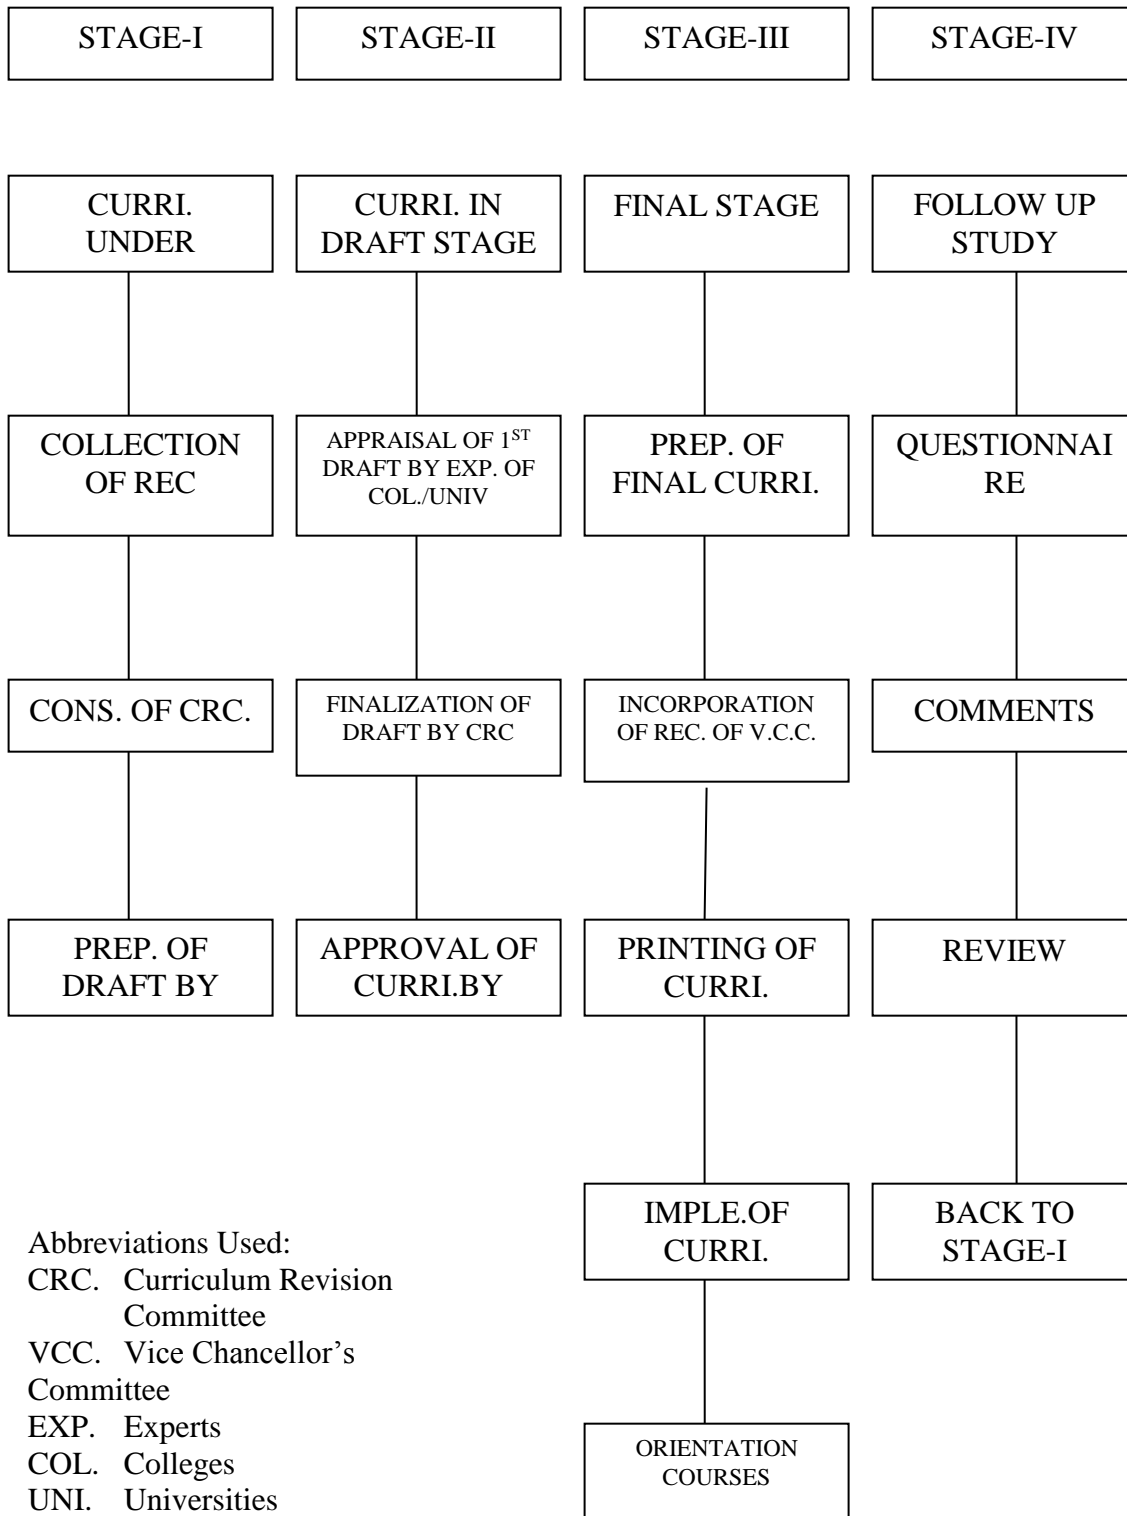 STAGE-I
STAGE-II
STAGE-III
STAGE-IV
CURRI.
UNDER
CURRI. IN
DRAFT STAGE
FINAL STAGE
FOLLOW UP
STUDY
COLLECTION
OF REC
APPRAISAL OF 1ST
DRAFT BY EXP. OF
COL./UNIV
PREP. OF
FINAL CURRI.
QUESTIONNAI
RE
CONS. OF CRC.
FINALIZATION OF
DRAFT BY CRC
INCORPORATION
OF REC. OF V.C.C.
COMMENTS
PREP. OF
DRAFT BY
APPROVAL OF
CURRI.BY
PRINTING OF
CURRI.
REVIEW
IMPLE.OF
CURRI.
BACK TO
STAGE-I
Abbreviations Used:
CRC. Curriculum Revision
Committee
VCC. Vice Chancellor’s
Committee
EXP. Experts
COL. Colleges
UNI. Universities
ORIENTATION
COURSES